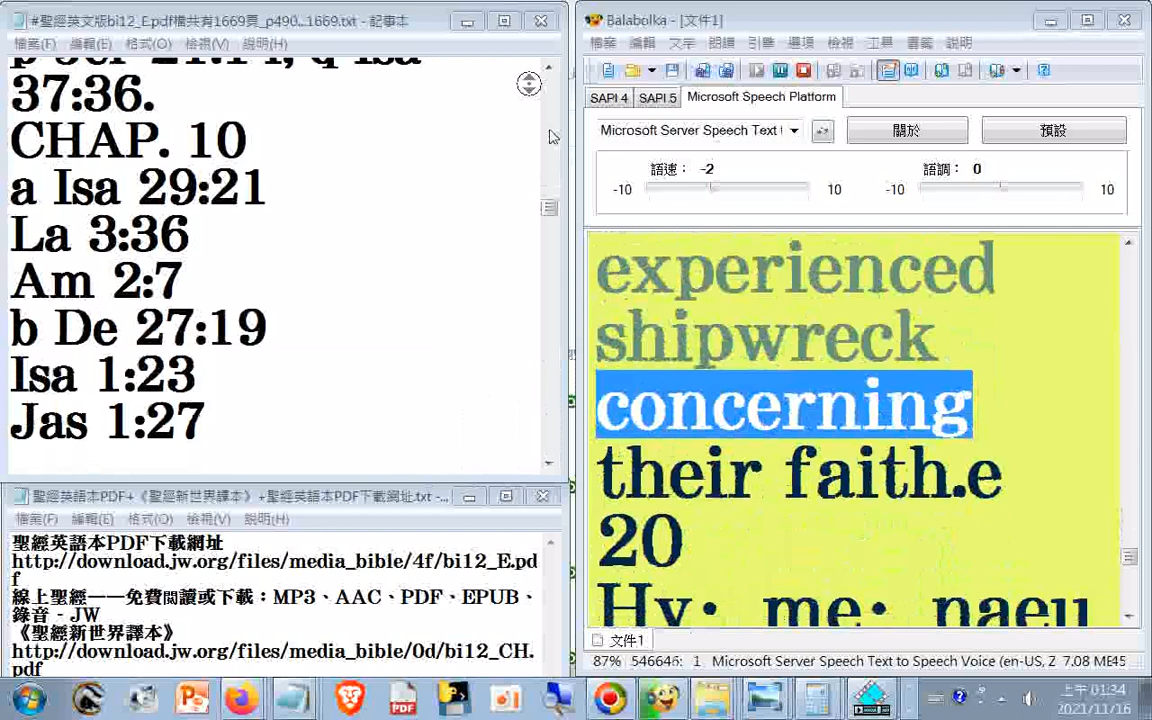 #聖經英文版bi12_E.pdf檔共有1669頁_p490..1669.txt - 記事本
檔案(F) 編輯(E) 格式(O) 檢視(V) 說明(H)
37:36.
CHAP. 10
a Isa 29:21
La 3:36
Am 2:7
b De 27:19
Isa 1:23
Jas 1:27
聖經英語本PDF+《聖經新世界譯本》+聖經英語本PDF下載網址.txt -...
檔案(F) 編輯(E) 格式(O) 檢視(V) 說明(H)
聖經英語本PDF下載網址
http://download.jw.org/files/media_bible/4f/bi12_E.pd
f
線上聖經——免費閱讀或下載：MP3、AAC、PDF、EPUB、
錄音 - JW
《聖經新世界譯本》
http://download.jw.org/files/media_bible/0d/bi12_CH.
pdf
Balabolka - [文件1]
檔案 編輯 文字 朗讀 引擎 選項 檢視 工具 書籤 說明
SAPI 4 SAPI 5 Microsoft Speech Platform
Microsoft Server Speech Text 關於 預設
語速： -2 語調： 0
-10 10 -10 10
experienced
shipwreck
concerning
their faith.e
20
Hy· me· naeu
文件1
87% 546646: 1 Microsoft Server Speech Text to Speech Voice (en-US, Z 7.08 ME45
上午 01:34
2021/11/16